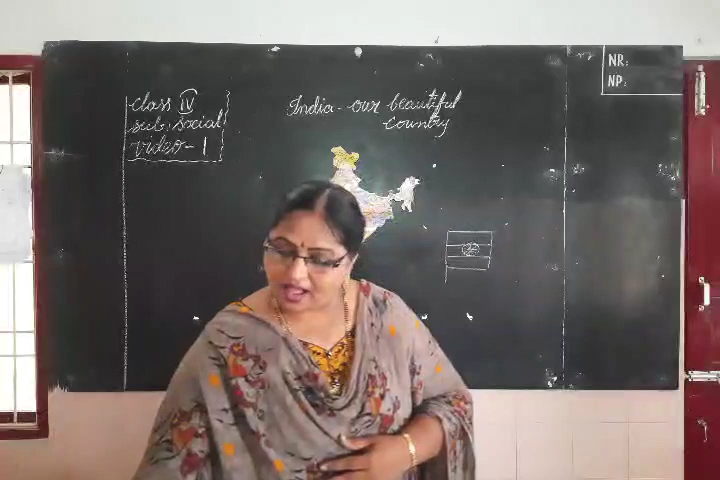 class IV
sub: social
video - 1
India - our beautiful
country
NR:
NP: